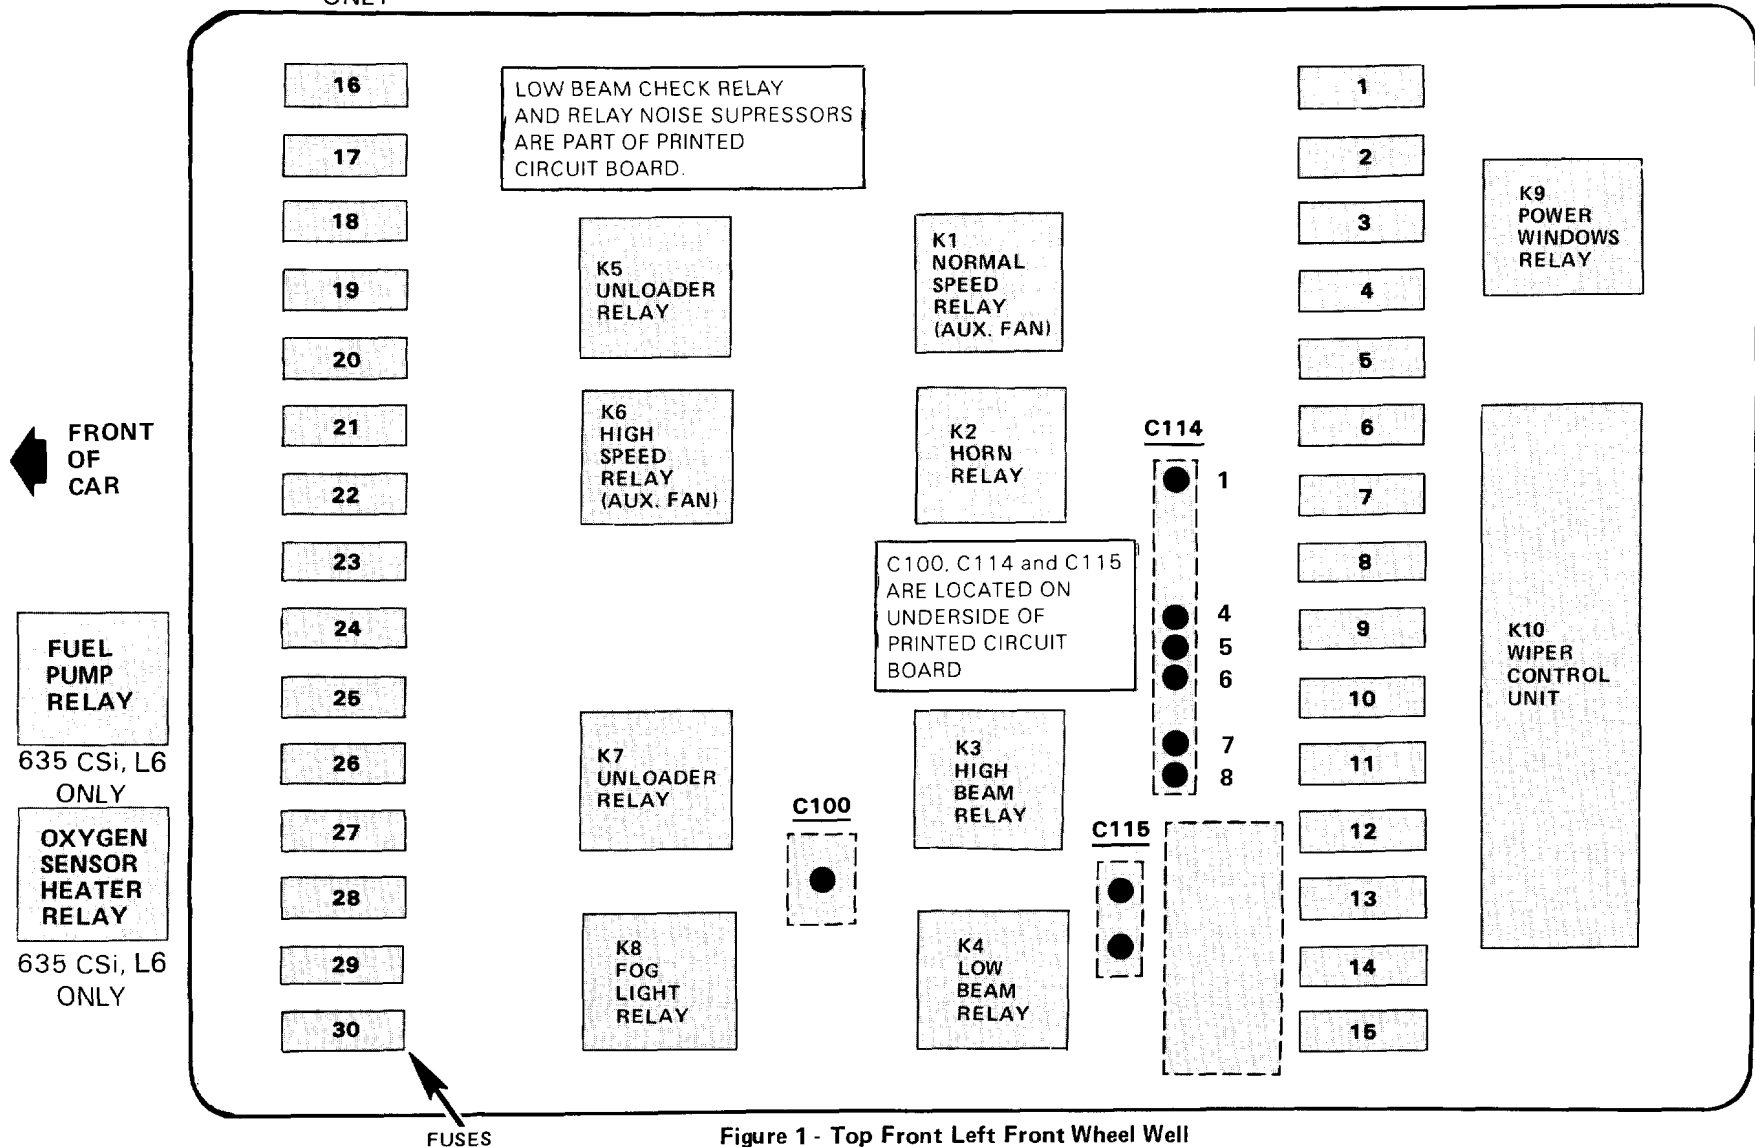 ONLY
16
17
18
19
20
21
22
23
24
25
26
27
28
29
30
LOW BEAM CHECK RELAY
AND RELAY NOISE SUPRESSORS
ARE PART OF PRINTED
CIRCUIT BOARD.
K5
UNLOADER
RELAY
K1
NORMAL
SPEED
RELAY
(AUX. FAN)
K6
HIGH
SPEED
RELAY
(AUX. FAN)
K2
HORN
RELAY
C114
1
4
5
6
7
8
C100, C114 and C115
ARE LOCATED ON
UNDERSIDE OF
PRINTED CIRCUIT
BOARD
K7
UNLOADER
RELAY
K3
HIGH
BEAM
RELAY
C100
C115
K8
FOG
LIGHT
RELAY
K4
LOW
BEAM
RELAY
1
2
3
4
5
6
7
8
9
10
11
12
13
14
15
K9
POWER
WINDOWS
RELAY
K10
WIPER
CONTROL
UNIT
FRONT
OF
CAR
FUEL
PUMP
RELAY
635 CSi, L6
ONLY
OXYGEN
SENSOR
HEATER
RELAY
635 CSi, L6
ONLY
FUSES
Figure 1 - Top Front Left Front Wheel Well